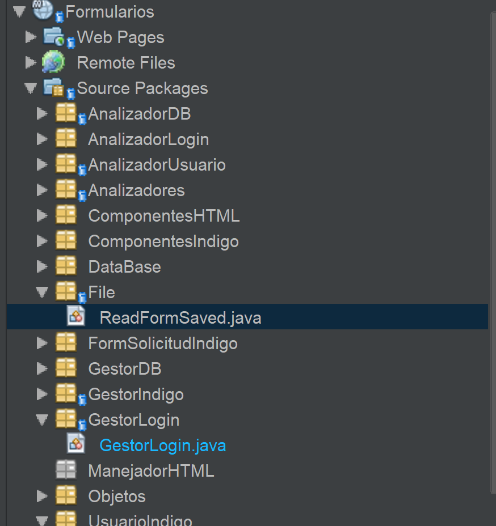 Formularios
Web Pages
Remote Files
Source Packages
AnalizadorDB
AnalizadorLogin
AnalizadorUsuario
Analizadores
ComponentesHTML
ComponentesIndigo
DataBase
File
ReadFormSaved.java
FormSolicitudIndigo
GestorDB
GestorIndigo
GestorLogin
GestorLogin.java
ManejadorHTML
Objetos
UsuarioIndigo